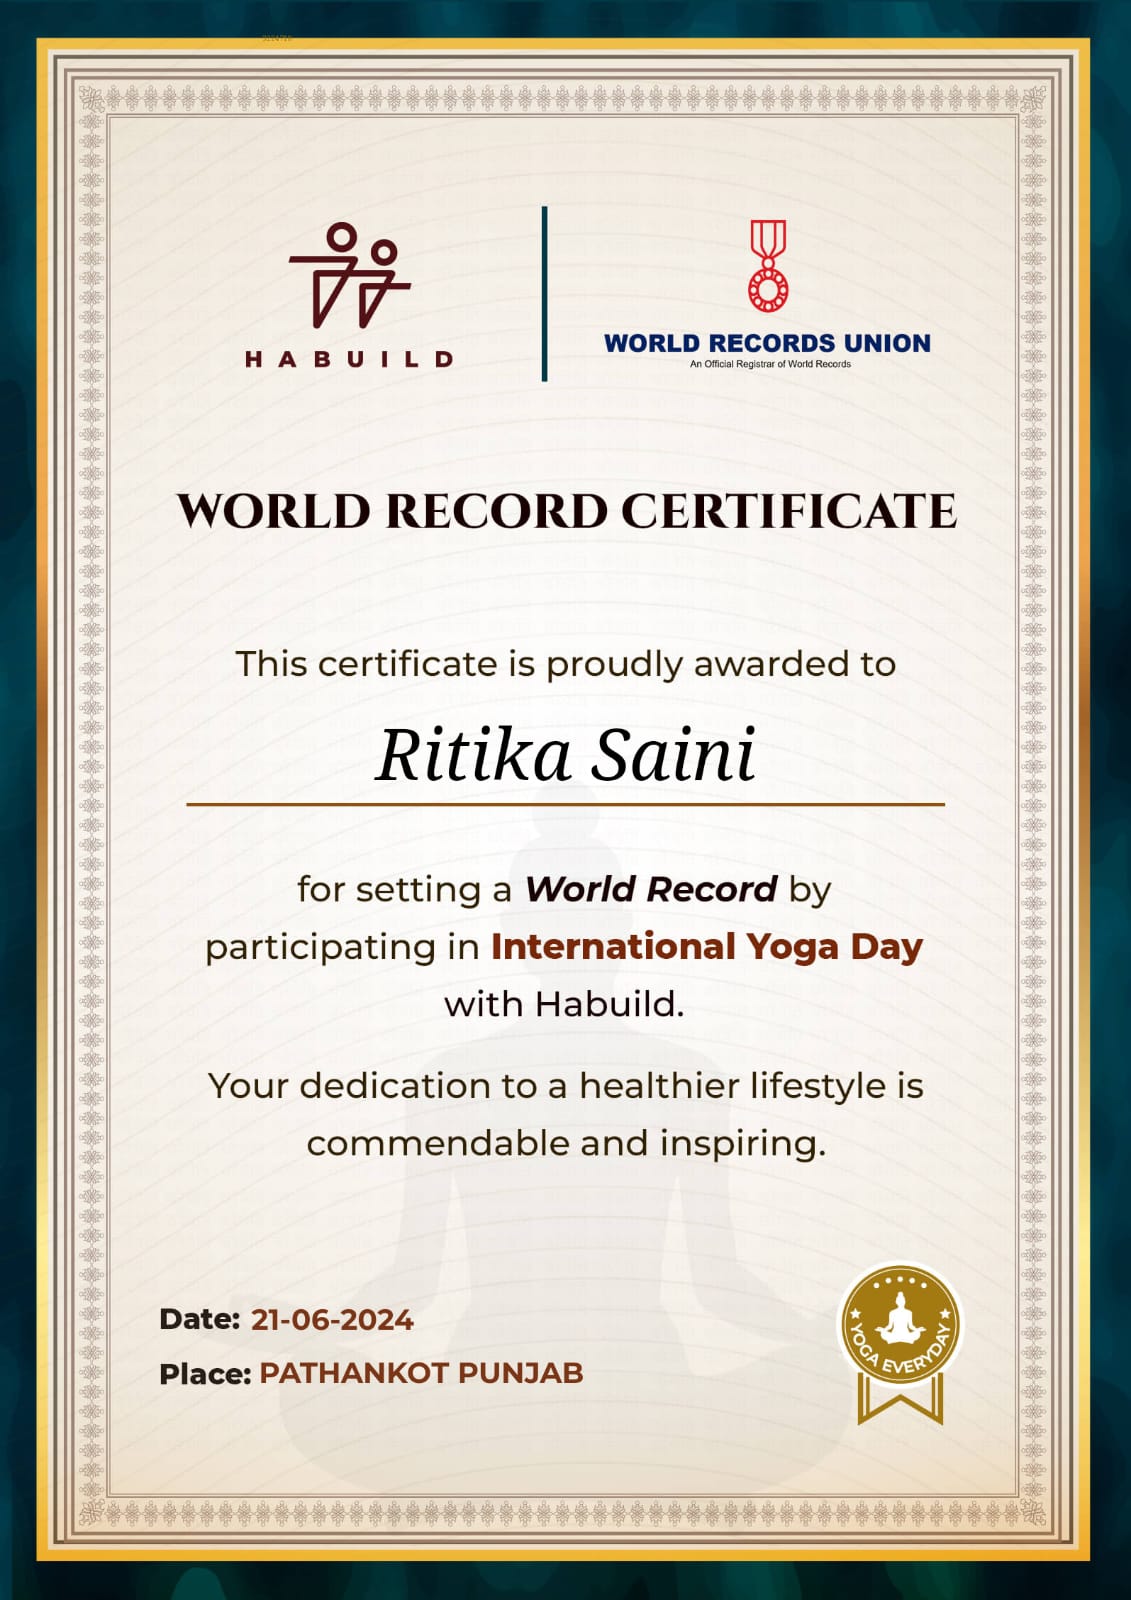 HABUILD
WORLD RECORDS UNION
An Official Registrar of World Records
WORLD RECORD CERTIFICATE
This certificate is proudly awarded to
Ritika Saini
for setting a World Record by
participating in International Yoga Day
with Habuild.
Your dedication to a healthier lifestyle is
commendable and inspiring.
Date: 21-06-2024
Place: PATHANKOT PUNJAB
YOGA EVERYDAY